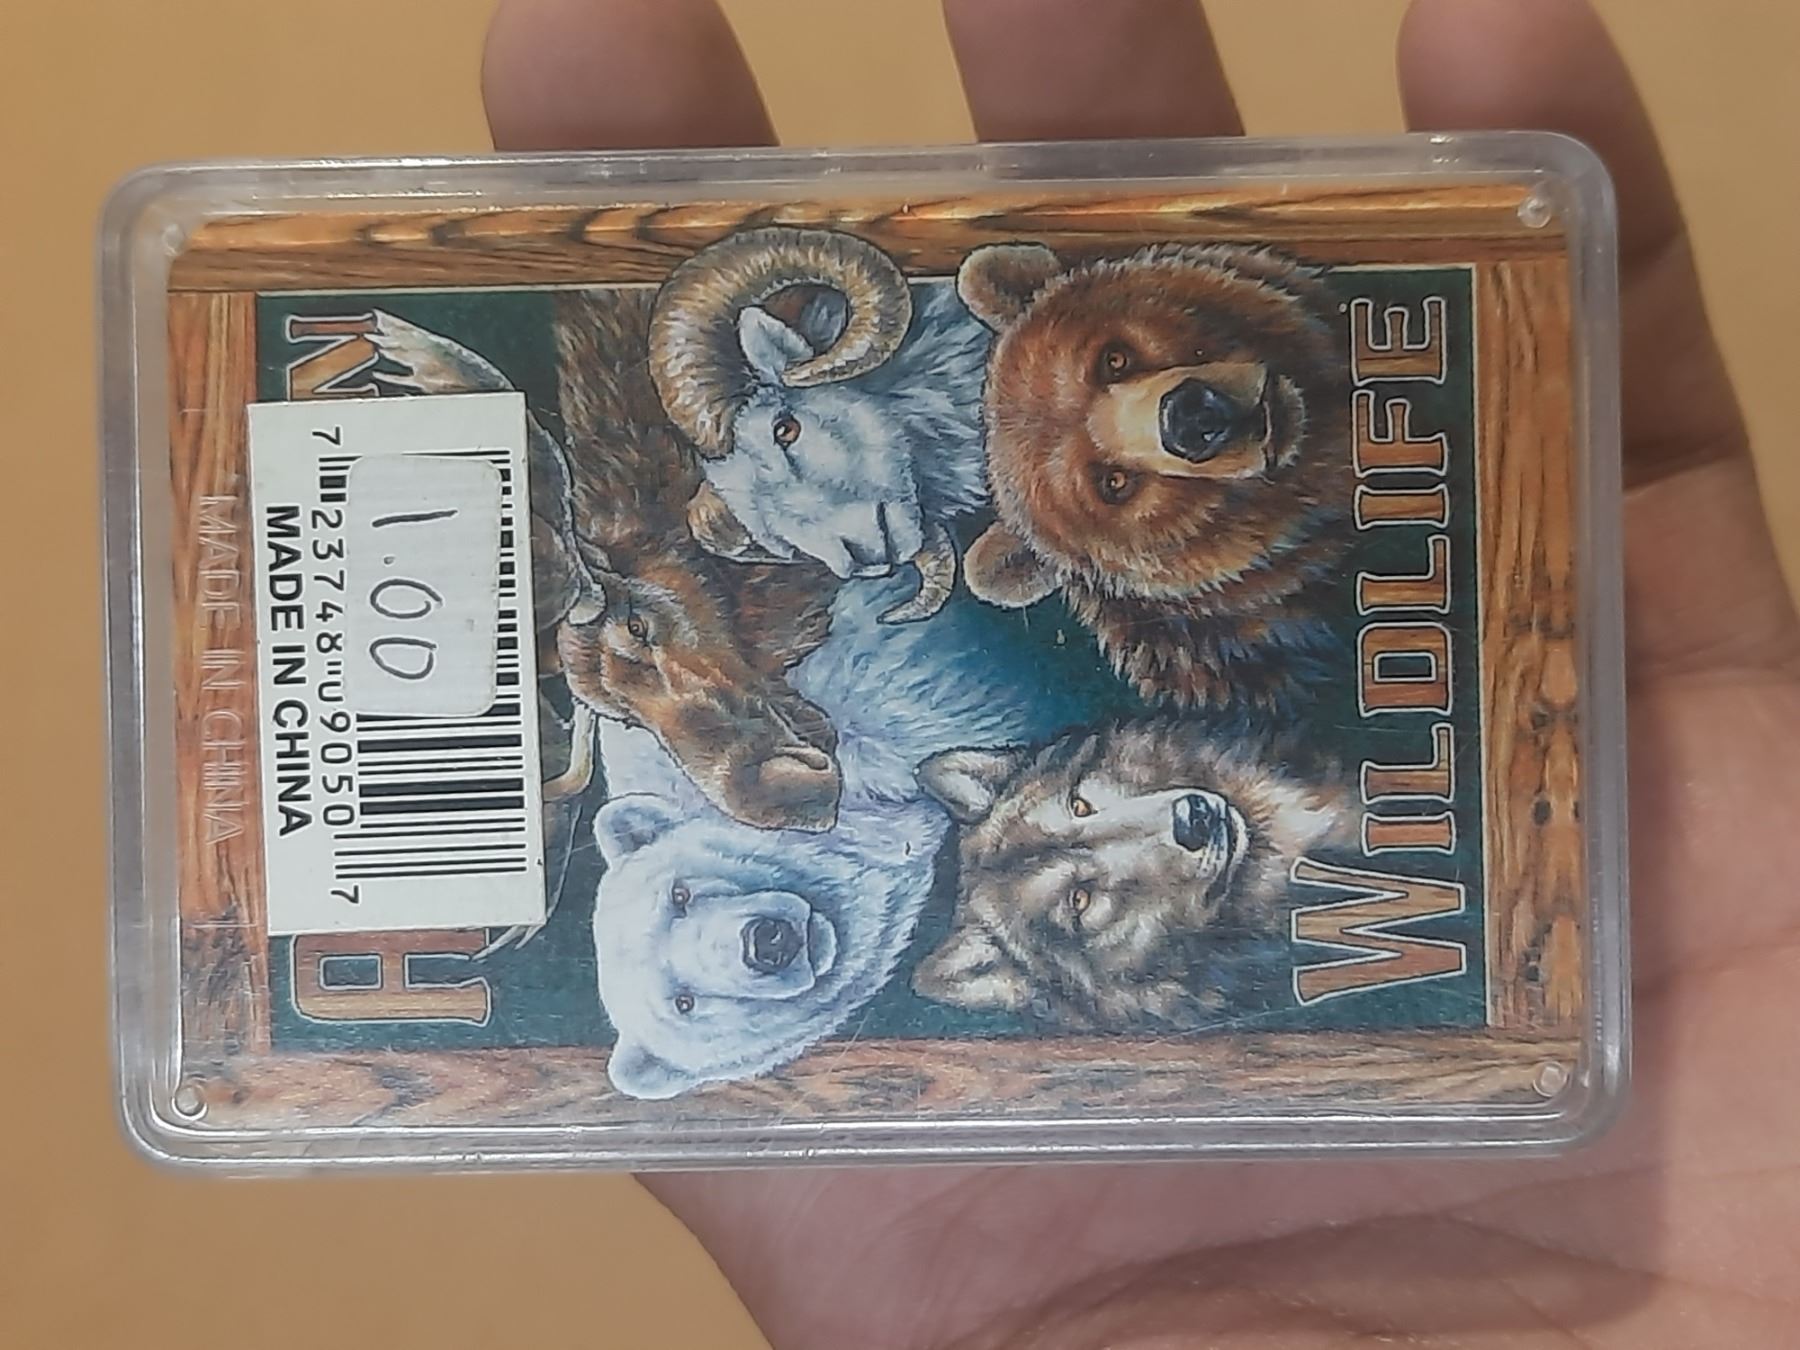 A N
WILDLIFE
1.00
7 23748 09050 7
MADE IN CHINA
MADE IN CHINA